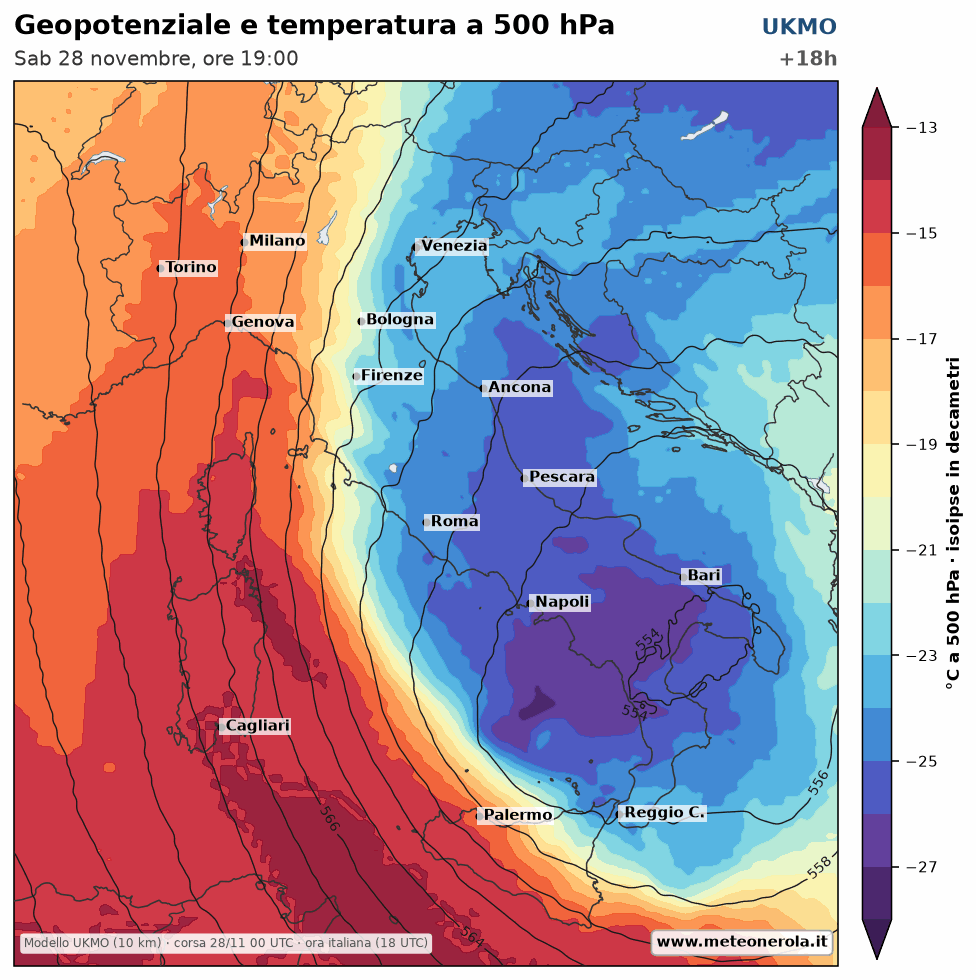 Geopotenziale e temperatura a 500 hPa
UKMO
Sab 28 novembre, ore 19:00
+18h
Milano
Venezia
Torino
Genova
Bologna
Firenze
Ancona
Pescara
Roma
Bari
Napoli
554
554
Cagliari
556
566
Palermo
Reggio C.
558
564
Modello UKMO (10 km) · corsa 28/11 00 UTC · ora italiana (18 UTC)
www.meteonerola.it
−13
−15
−17
−19
−21
−23
−25
−27
°C a 500 hPa · isoipse in decametri